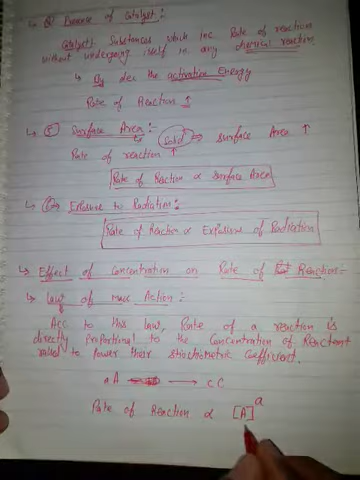 ↳ ④ Presence of Catalyst :-
Catalyst: Substances which inc. Rate of reaction
without undergoing itself in any chemical reaction
↳ By dec the activation Energy
Rate of Reaction ↑
↳ ⑤ Surface Area :-
Solid ⇒ surface Area ↑
Rate of reaction ↑
Rate of Reaction ∝ Surface Area
↳ ⑥ Exposure to Radiation :-
Rate of Reaction ∝ Exposure of Radiation
↳ Effect of Concentration on Rate of Reaction :-
↳ Law of mass Action :-
Acc to this law, Rate of a reaction is
directly proportional to the concentration of Reactant
raised to power their stiochiometric Cofficient.
aA ⟶ cC
Rate of Reaction ∝ [A]^a